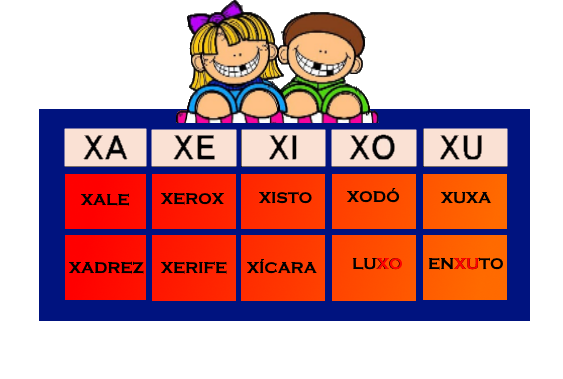 XA XE XI XO XU
XALE XEROX XISTO XODÓ XUXA
XADREZ XERIFE XÍCARA LUXO ENXUTO